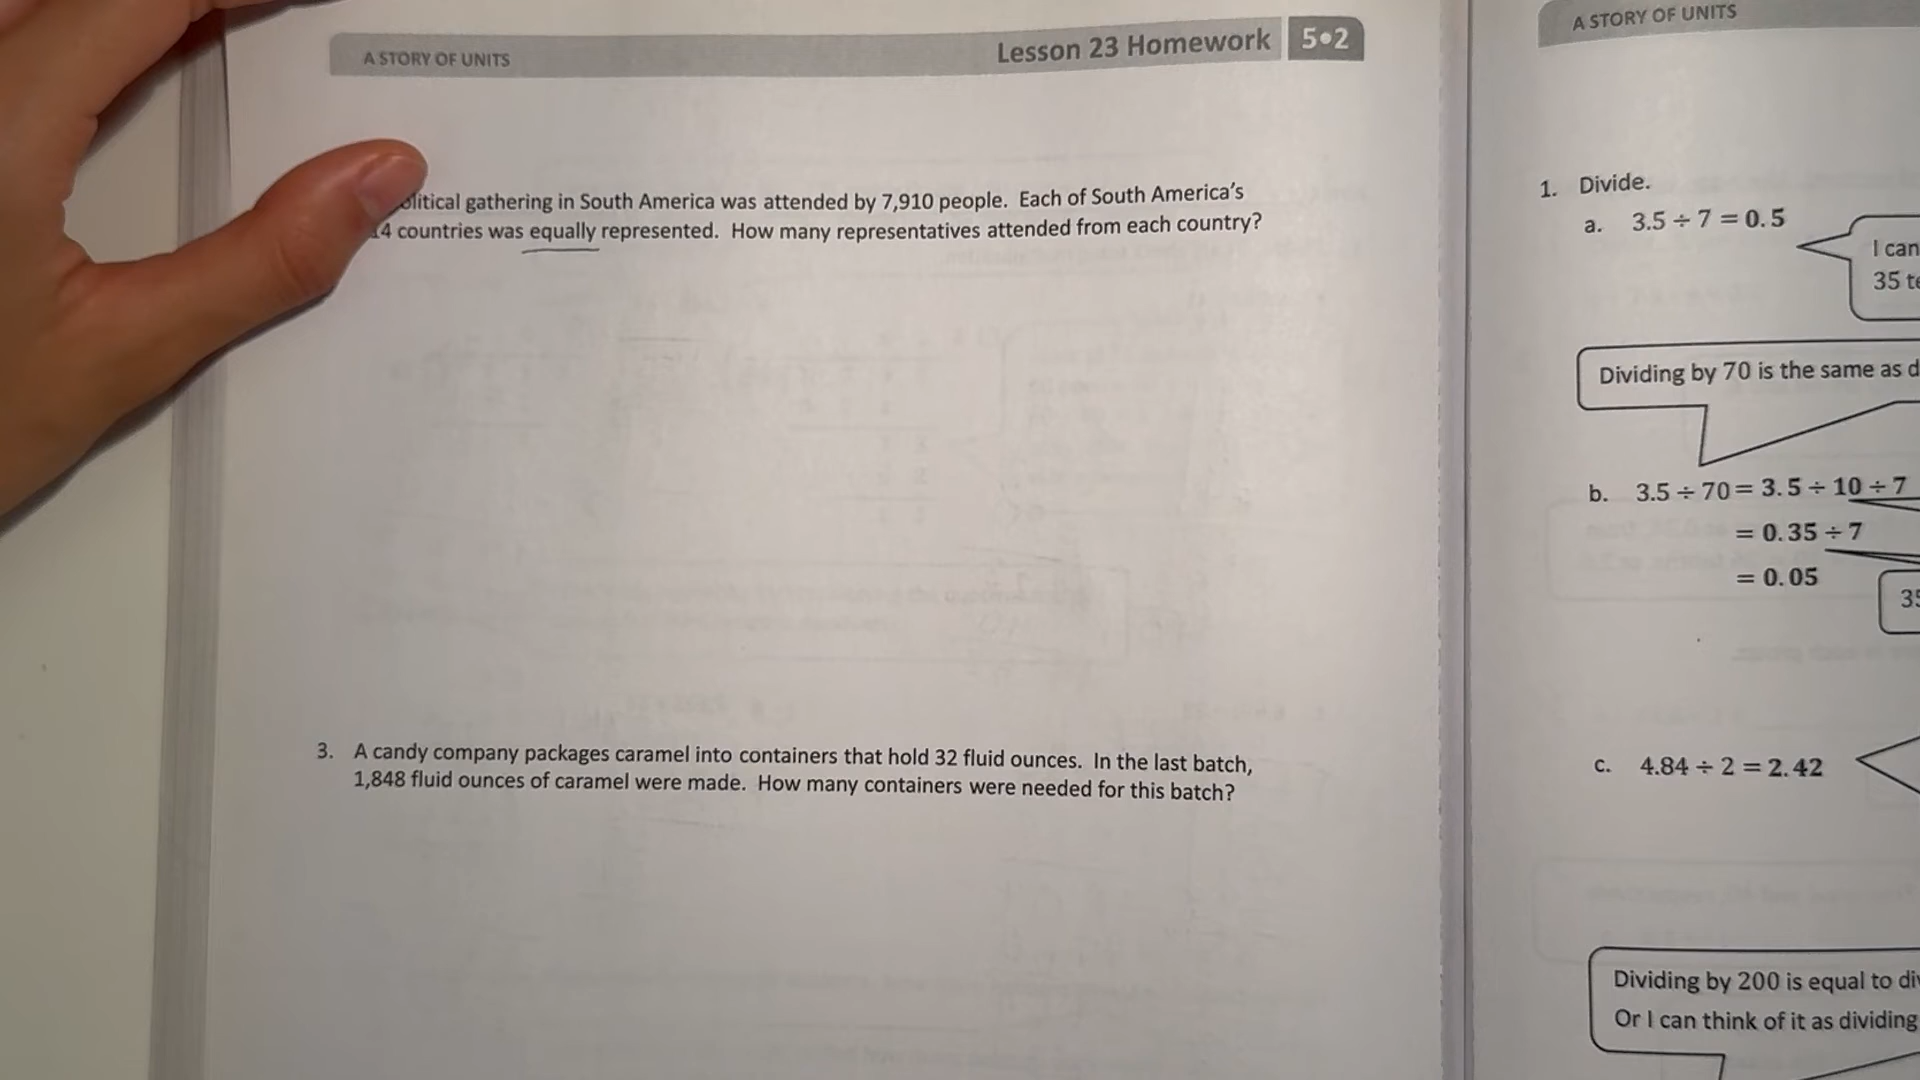 A STORY OF UNITS
Lesson 23 Homework 5•2
gathering in South America was attended by 7,910 people. Each of South America's
14 countries was equally represented. How many representatives attended from each country?
3. A candy company packages caramel into containers that hold 32 fluid ounces. In the last batch,
1,848 fluid ounces of caramel were made. How many containers were needed for this batch?
A STORY OF UNITS
1. Divide.
a. 3.5 ÷ 7 = 0.5
I can
35
Dividing by 70 is the same as
b. 3.5 ÷ 70 = 3.5 ÷ 10 ÷ 7
= 0.35 ÷ 7
= 0.05
c. 4.84 ÷ 2 = 2.42
Dividing by 200 is equal to
Or I can think of it as dividing